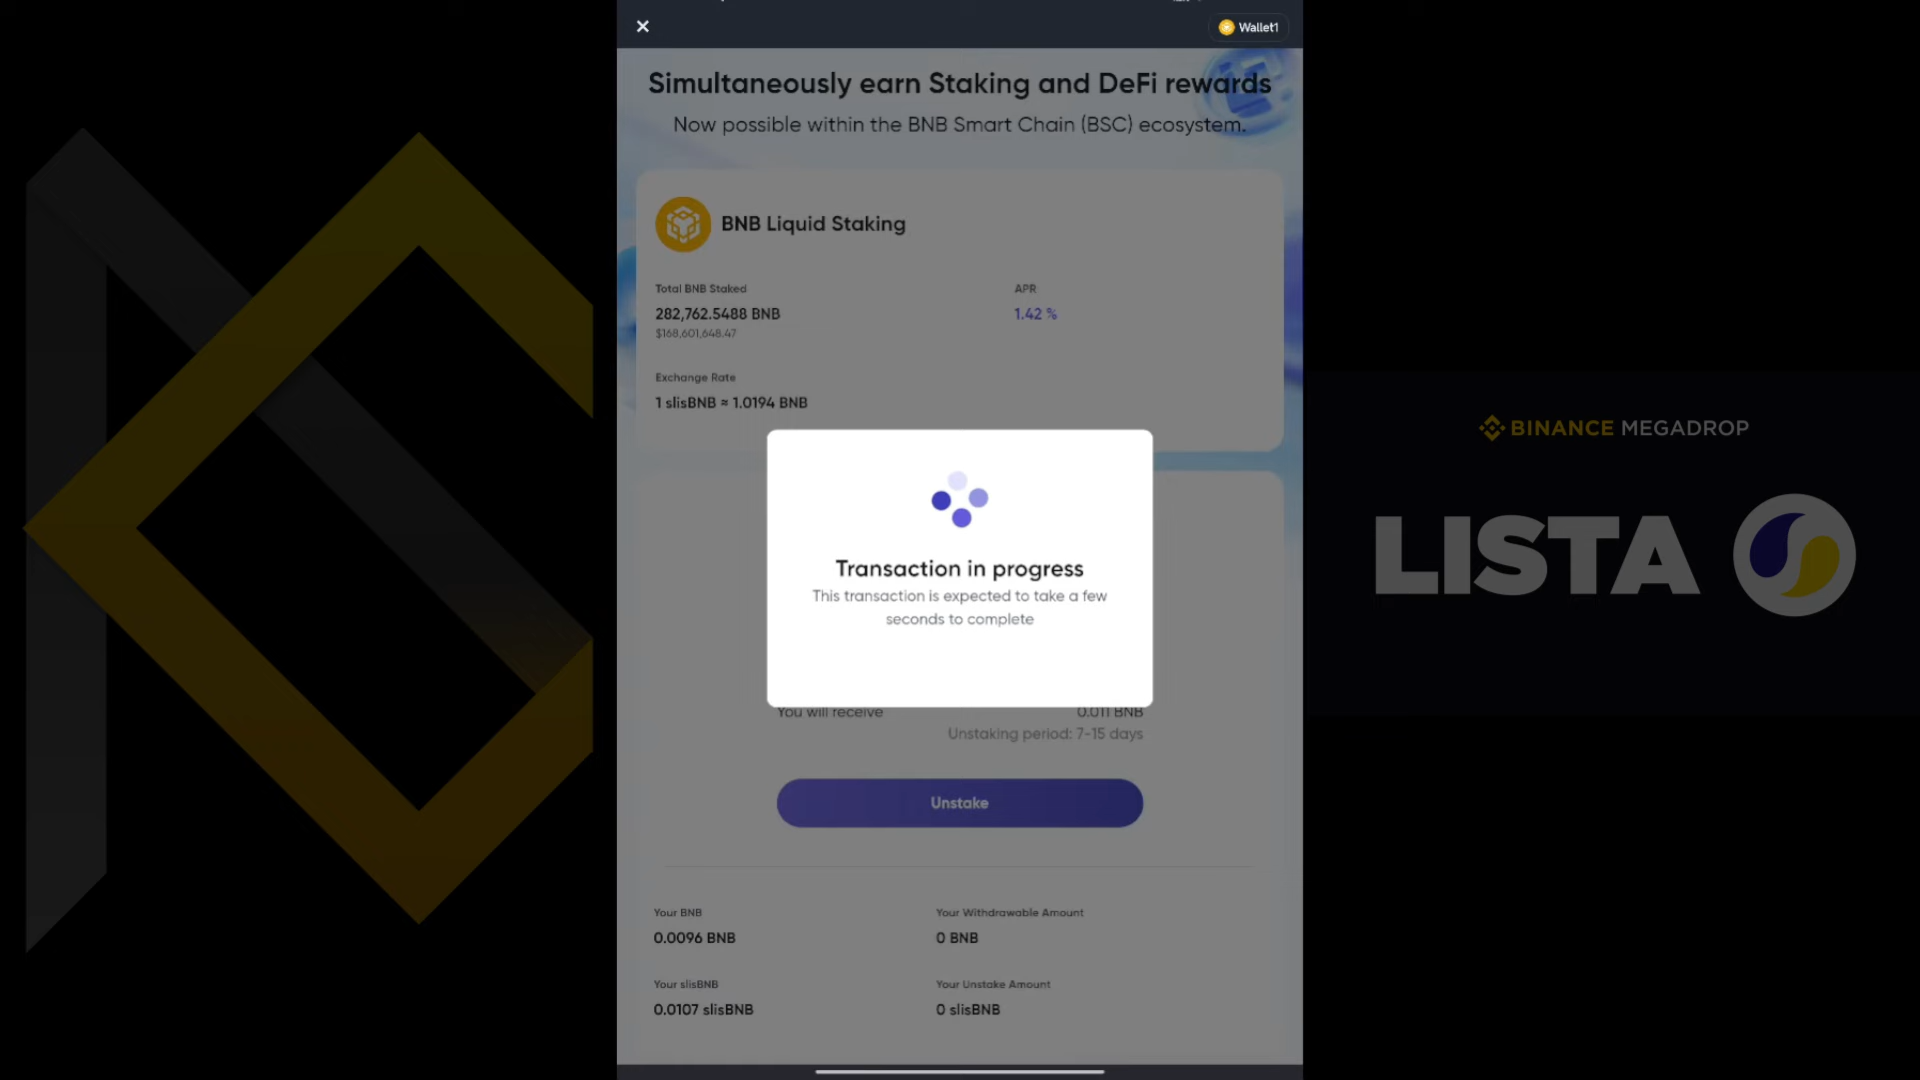 Wallet1
Simultaneously earn Staking and DeFi rewards
Now possible within the BNB Smart Chain (BSC) ecosystem.
BNB Liquid Staking
Total BNB Staked
APR
282,762.5488 BNB
1.42 %
$168,601,648.47
Exchange Rate
1 slisBNB ≈ 1.0194 BNB
BINANCE MEGADROP
LISTA
Transaction in progress
This transaction is expected to take a few
seconds to complete
You will receive
0.011 BNB
Unstaking period: 7-15 days
Unstake
Your BNB
Your Withdrawable Amount
0.0096 BNB
0 BNB
Your slisBNB
Your Unstake Amount
0.0107 slisBNB
0 slisBNB